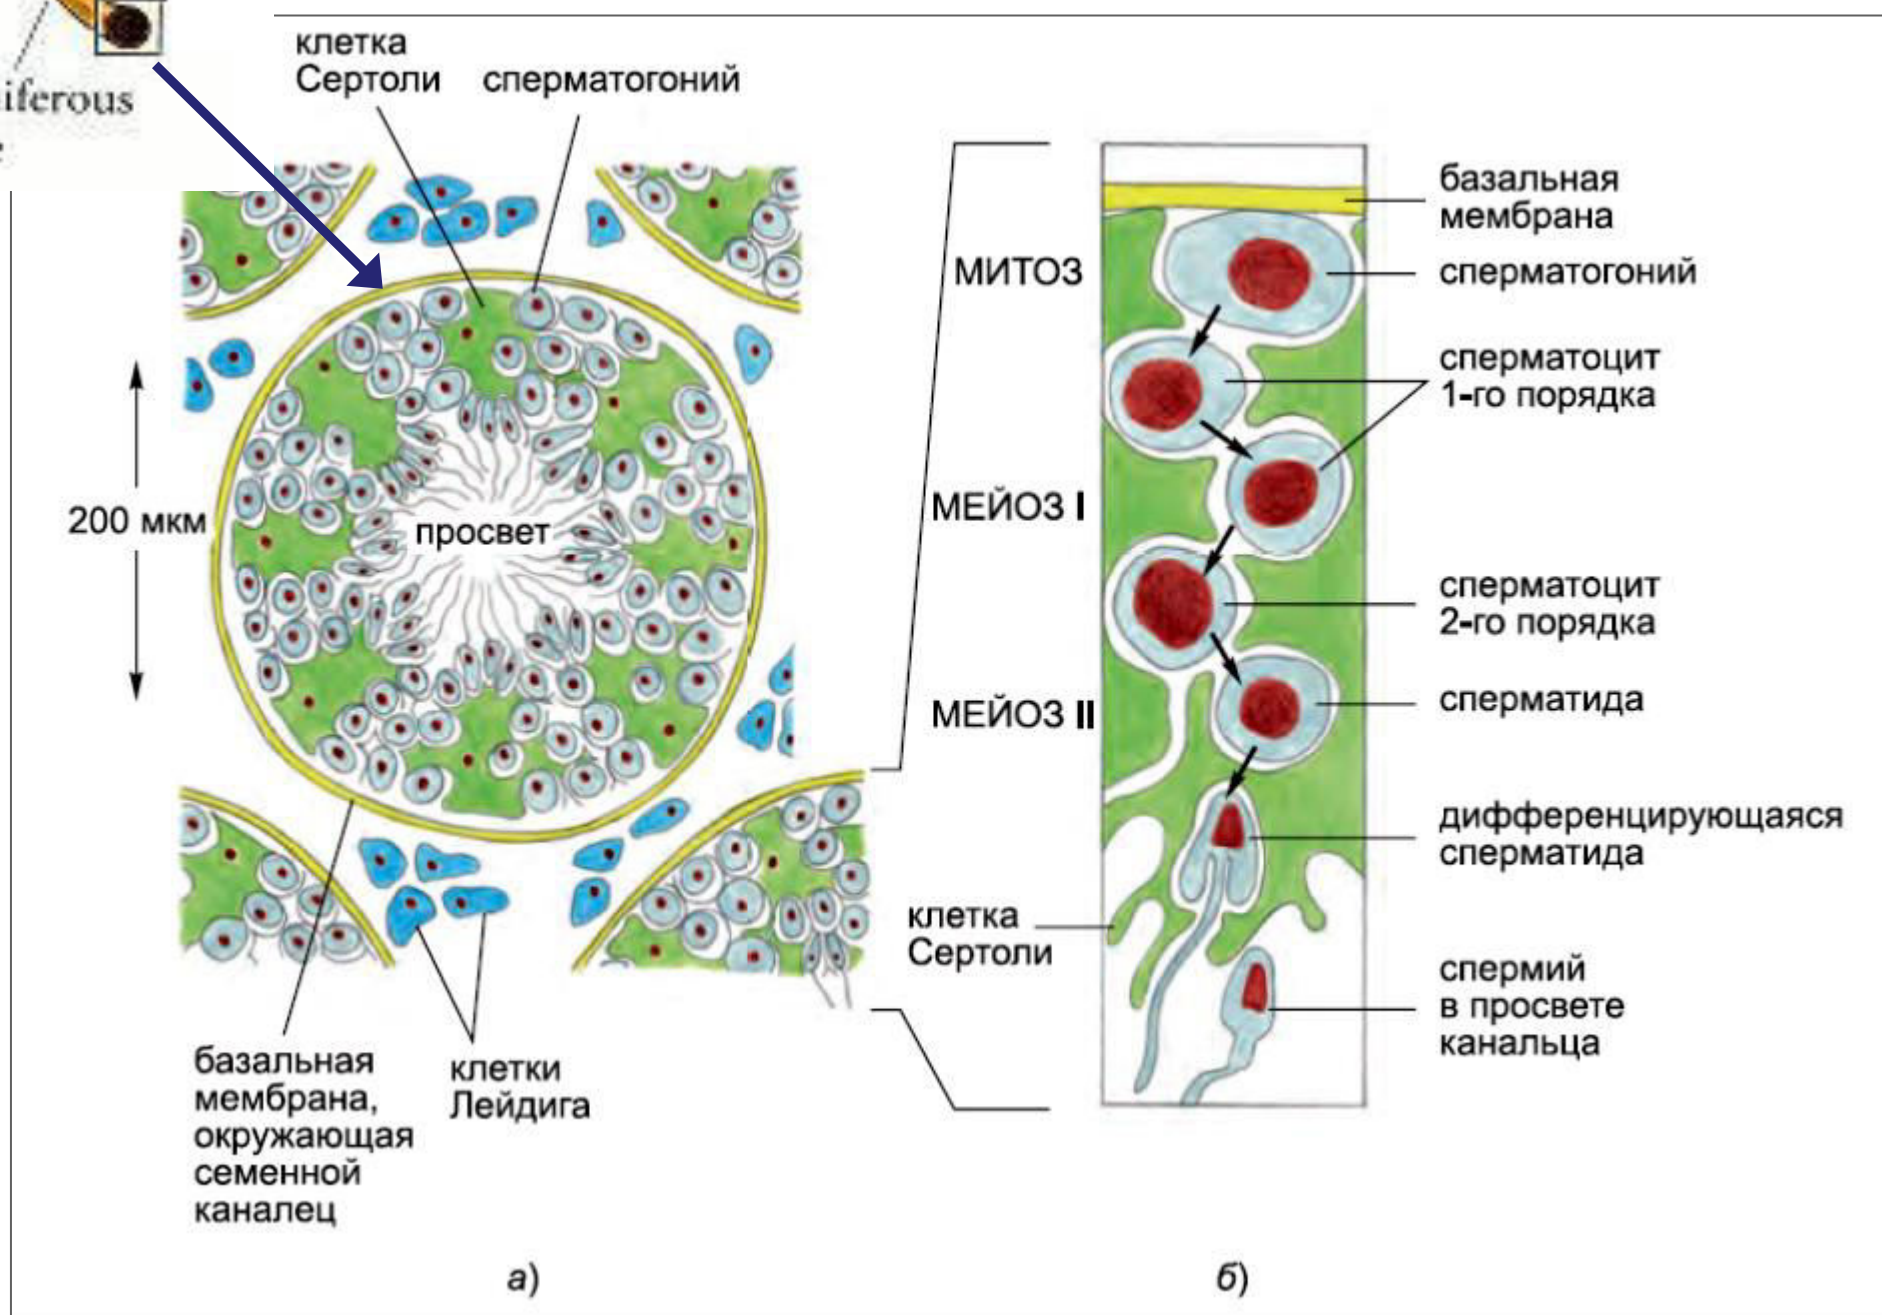 iferous
клетка
Сертоли
сперматогоний
200 мкм
просвет
базальная
мембрана,
окружающая
семенной
каналец
клетки
Лейдига
а)
МИТОЗ
МЕЙОЗ I
МЕЙОЗ II
клетка
Сертоли
базальная
мембрана
сперматогоний
сперматоцит
1-го порядка
сперматоцит
2-го порядка
сперматида
дифференцирующаяся
сперматида
спермий
в просвете
канальца
б)